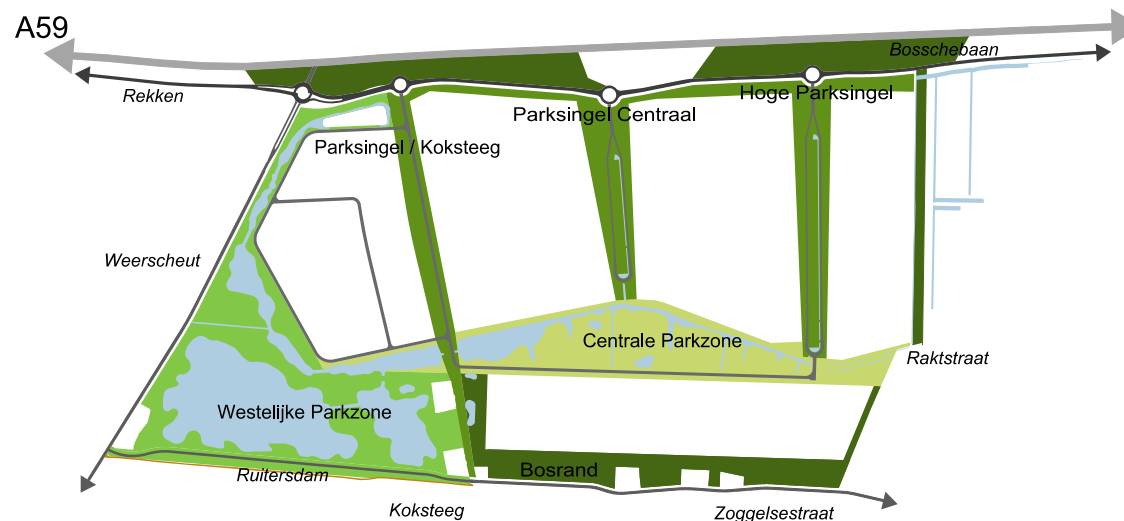 A59
Bosschebaan
Rekken
Hoge Parksingel
Parksingel Centraal
Parksingel / Koksteeg
Weerscheut
Centrale Parkzone
Raktstraat
Westelijke Parkzone
Bosrand
Ruitersdam
Koksteeg
Zoggelsestraat